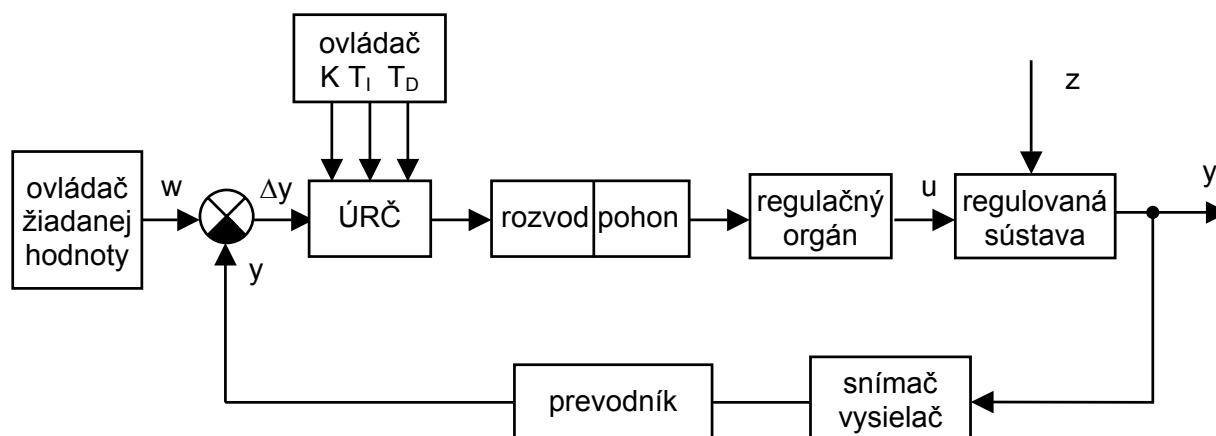 ovládač
K T_I T_D
z
ovládač
žiadanej
hodnoty
w
Δy
ÚRČ
rozvod
pohon
regulačný
orgán
u
regulovaná
sústava
y
y
prevodník
snímač
vysielač